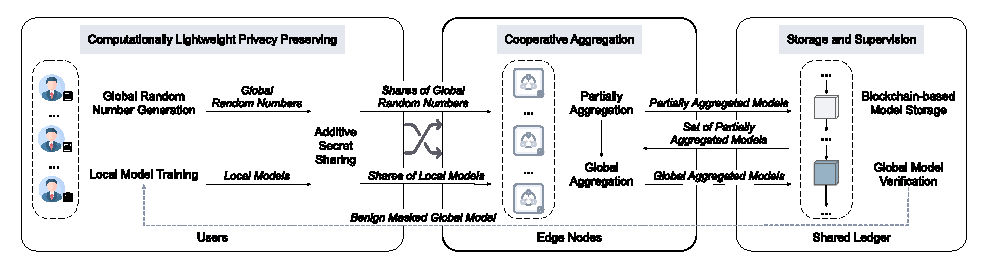 Computationally Lightweight Privacy Preserving
Global Random
Number Generation
Global
Random Numbers
Additive
Secret
Sharing
Local Model Training
Local Models
Users
Shares of Global
Random Numbers
Shares of Local Models
Benign Masked Global Model
Cooperative Aggregation
Partially
Aggregation
Global
Aggregation
Edge Nodes
Partially Aggregated Models
Set of Partially
Aggregated Models
Global Aggregated Models
Storage and Supervision
Blockchain-based
Model Storage
Global Model
Verification
Shared Ledger